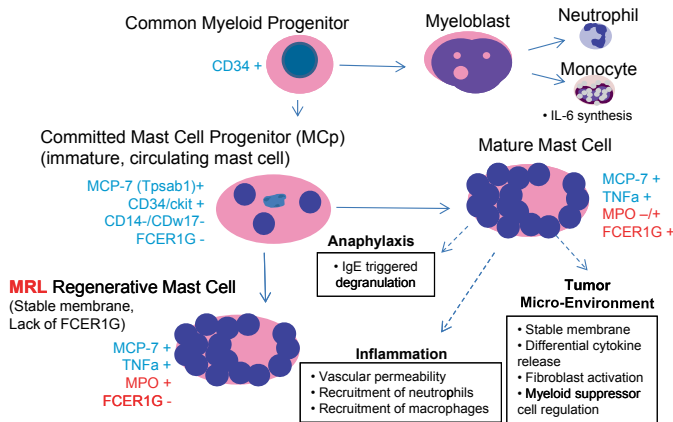 Common Myeloid Progenitor
CD34 +
Myeloblast
Neutrophil
Monocyte
• IL-6 synthesis
Committed Mast Cell Progenitor (MCp)
(immature, circulating mast cell)
MCP-7 (Tpsab1)+
CD34/ckit +
CD14-/CDw17-
FCER1G -
Mature Mast Cell
MCP-7 +
TNFa +
MPO –/+
FCER1G +
Anaphylaxis
• IgE triggered
degranulation
MRL Regenerative Mast Cell
(Stable membrane,
Lack of FCER1G)
MCP-7 +
TNFa +
MPO +
FCER1G -
Inflammation
• Vascular permeability
• Recruitment of neutrophils
• Recruitment of macrophages
Tumor
Micro-Environment
• Stable membrane
• Differential cytokine
release
• Fibroblast activation
• Myeloid suppressor
cell regulation